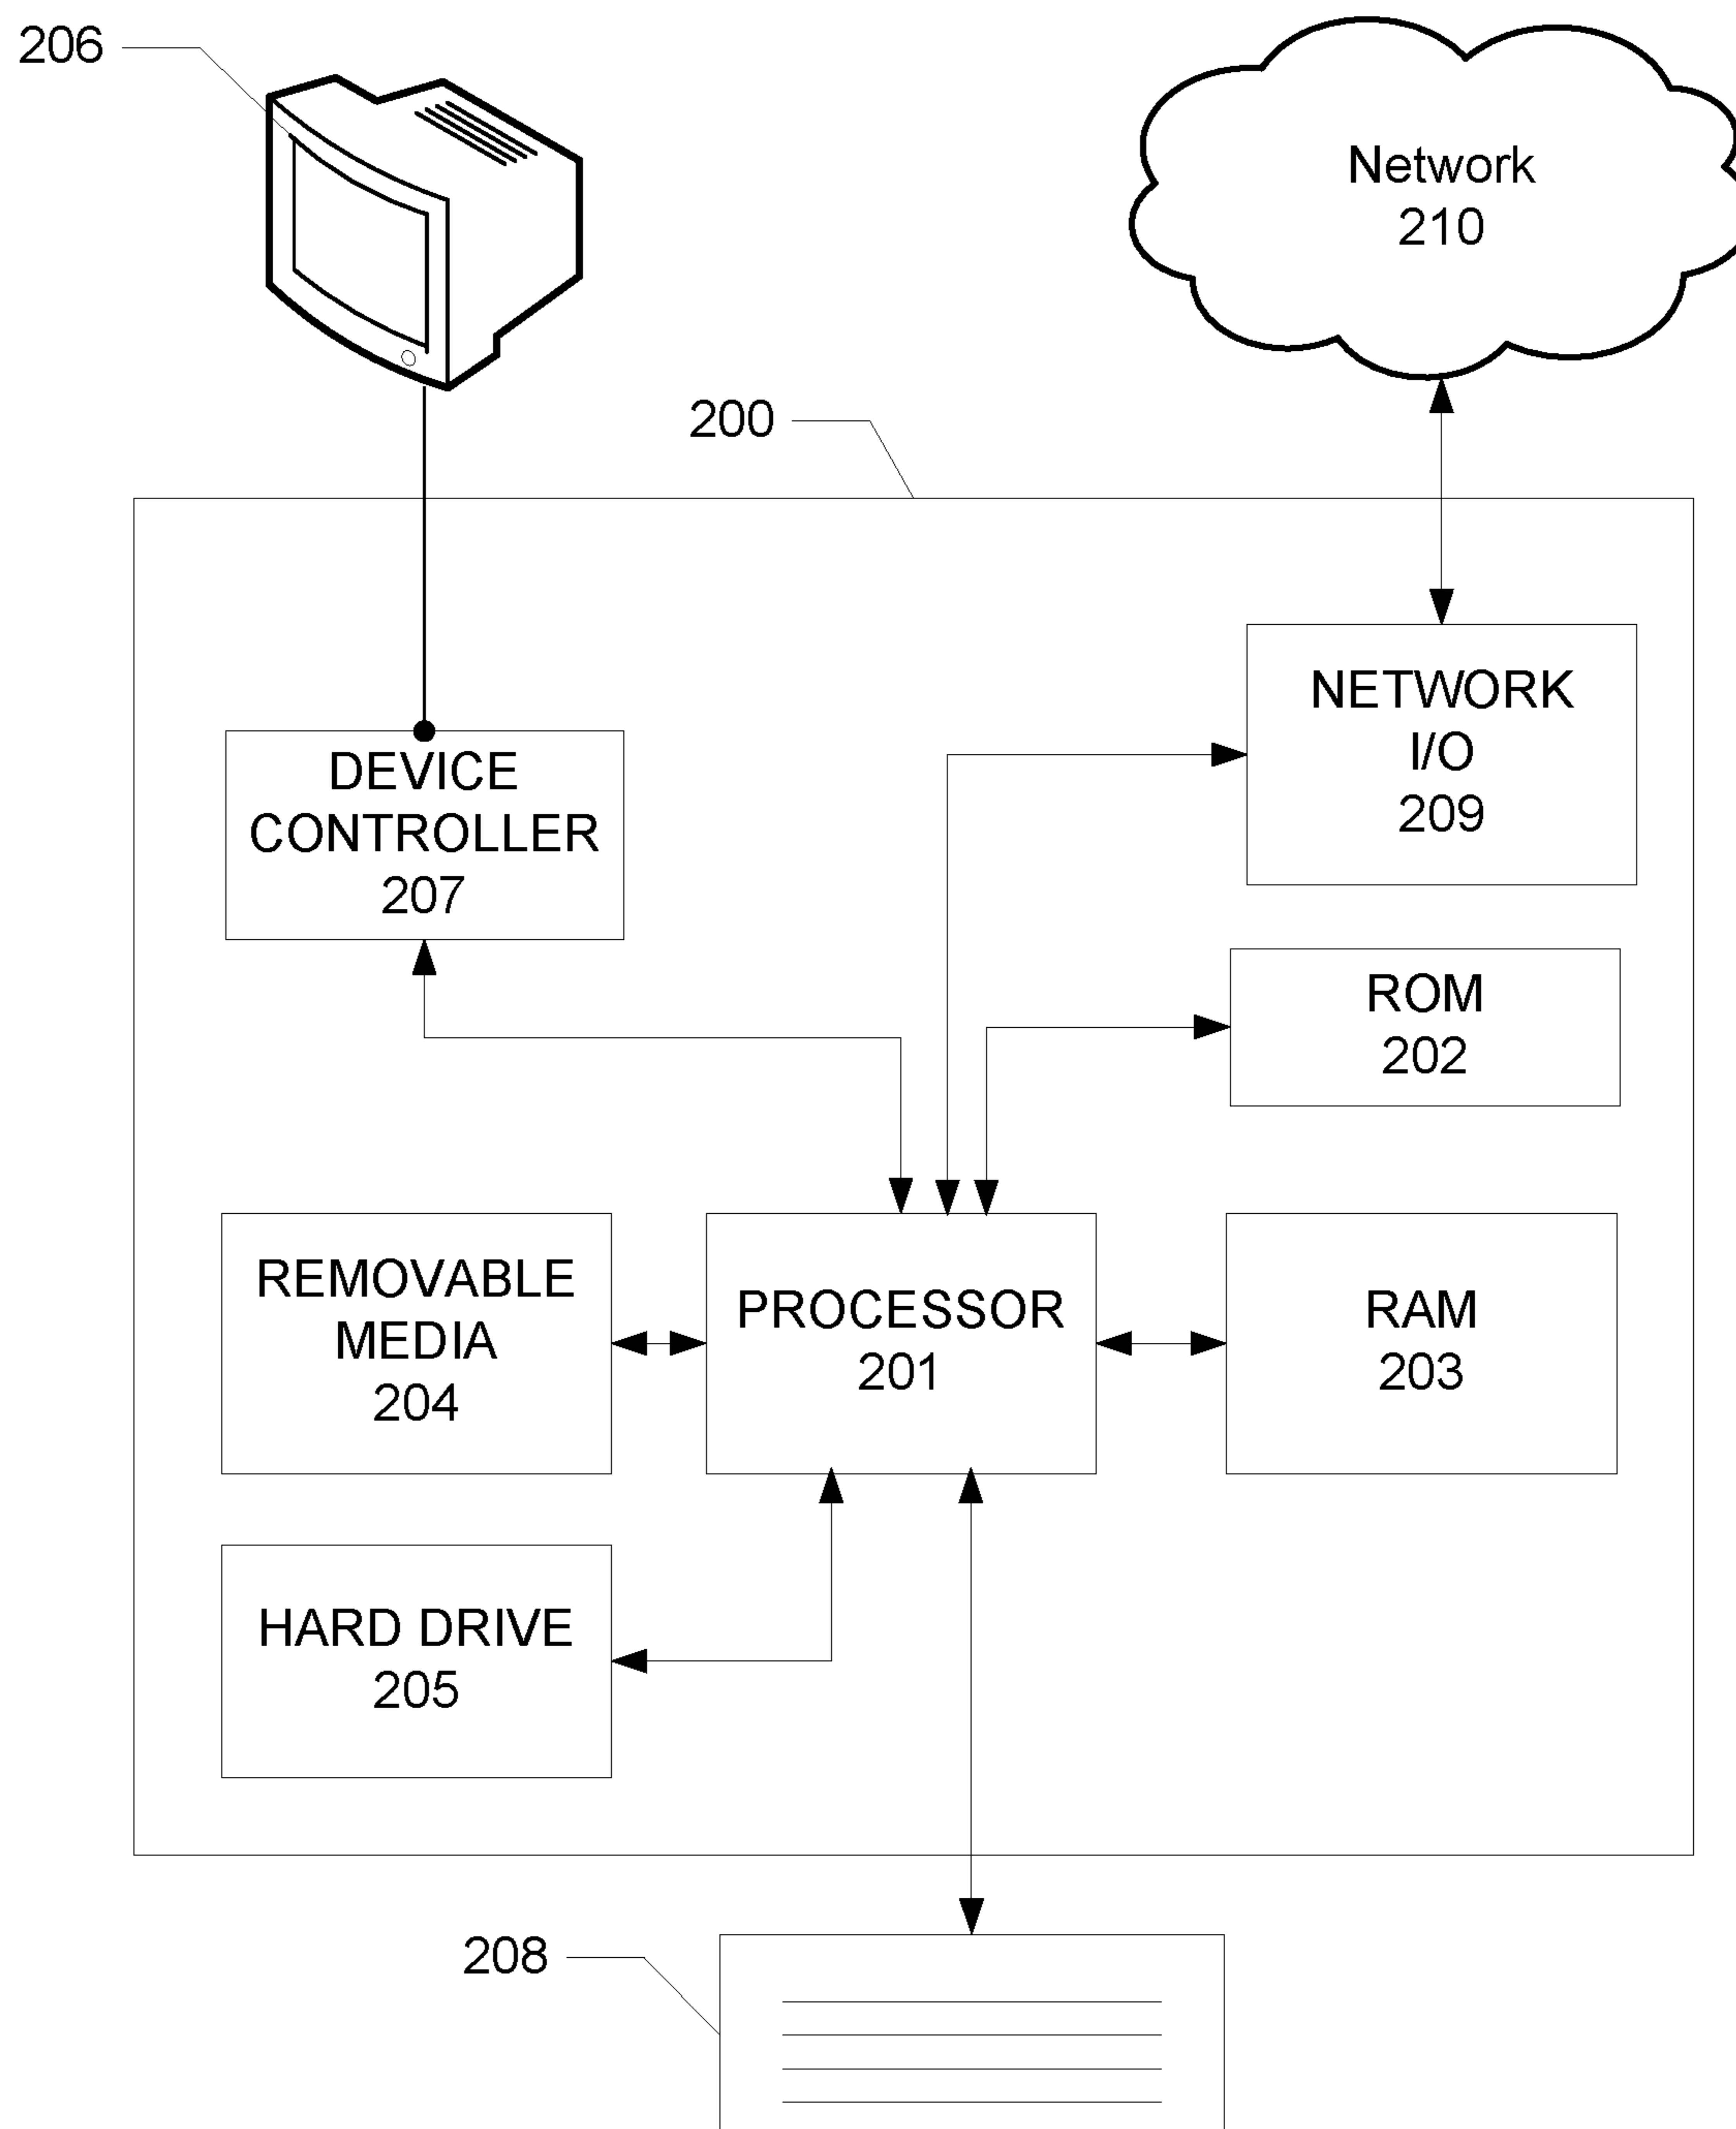 206
Network
210
200
NETWORK
I/O
209
DEVICE
CONTROLLER
207
ROM
202
REMOVABLE
MEDIA
204
PROCESSOR
201
RAM
203
HARD DRIVE
205
208